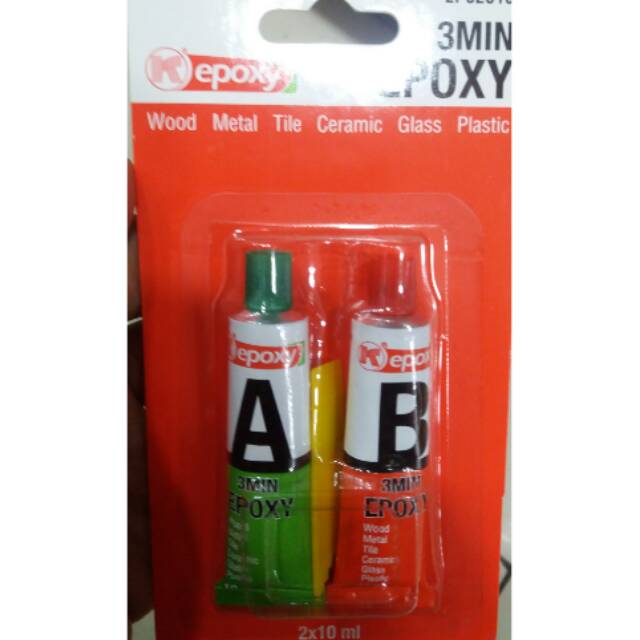 3MIN
K epoxy
EPOXY
Wood Metal Tile Ceramic Glass Plastic
epoxy
A
3MIN
EPOXY
K epoxy
B
3MIN
EPOXY
Wood
Metal
Tile
Ceramic
Glass
Plastic
2x10 ml